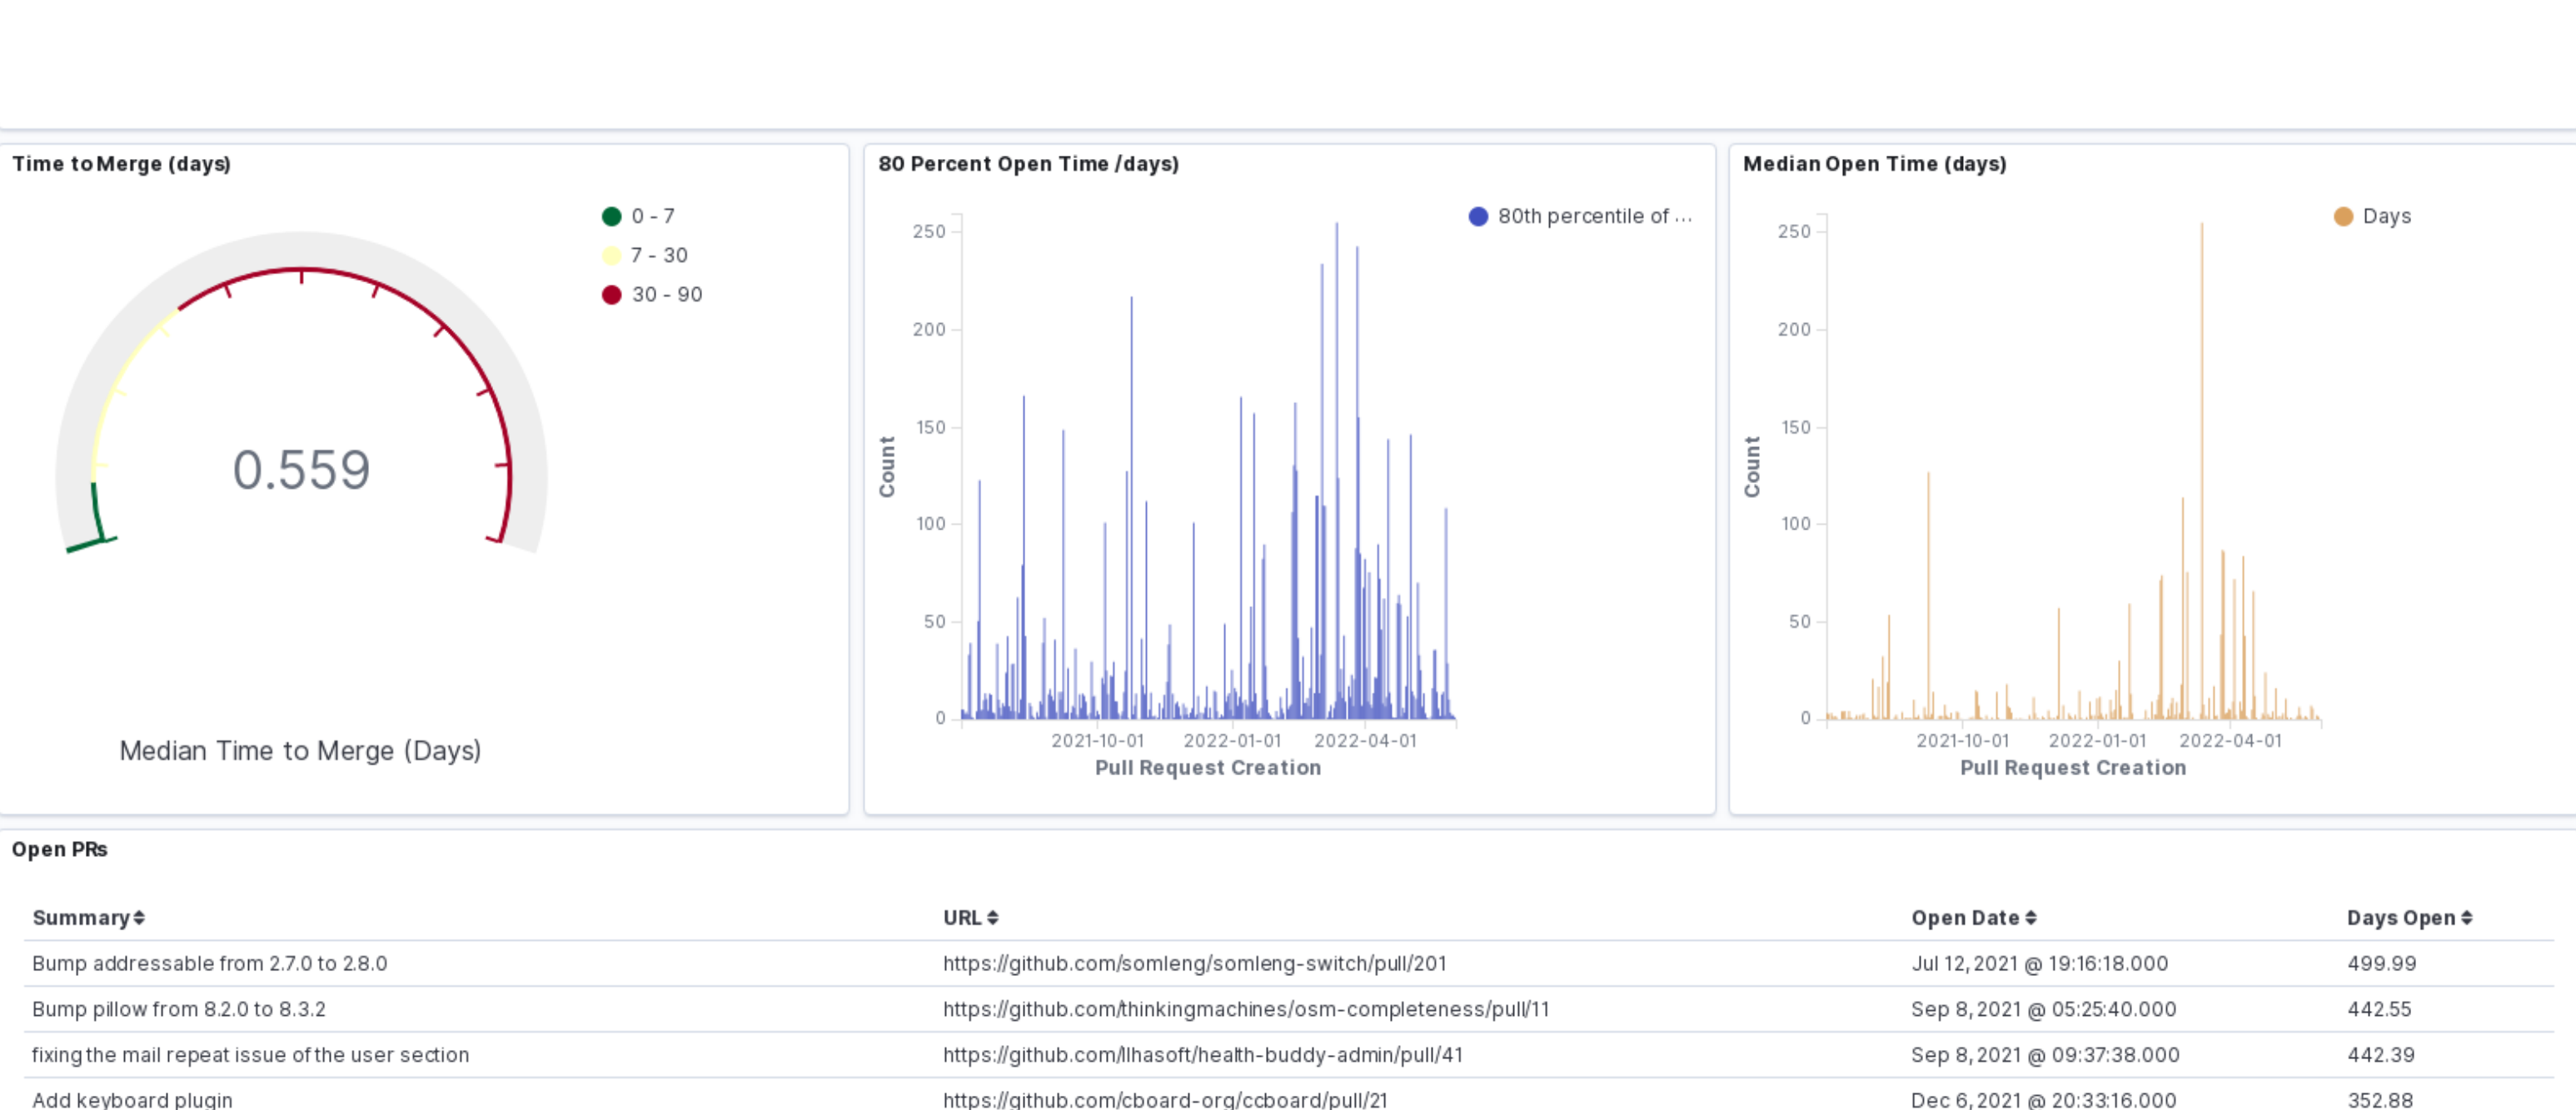 Time to Merge (days)
0 - 7
7 - 30
30 - 90
0.559
Median Time to Merge (Days)
80 Percent Open Time /days)
80th percentile of ...
Count
250
200
150
100
50
0
2021-10-01 2022-01-01 2022-04-01
Pull Request Creation
Median Open Time (days)
Days
Count
250
200
150
100
50
0
2021-10-01 2022-01-01 2022-04-01
Pull Request Creation
Open PRs
Summary URL Open Date Days Open
Bump addressable from 2.7.0 to 2.8.0 https://github.com/somleng/somleng-switch/pull/201 Jul 12, 2021 @ 19:16:18.000 499.99
Bump pillow from 8.2.0 to 8.3.2 https://github.com/thinkingmachines/osm-completeness/pull/11 Sep 8, 2021 @ 05:25:40.000 442.55
fixing the mail repeat issue of the user section https://github.com/Ilhasoft/health-buddy-admin/pull/41 Sep 8, 2021 @ 09:37:38.000 442.39
Add keyboard plugin https://github.com/cboard-org/ccboard/pull/21 Dec 6, 2021 @ 20:33:16.000 352.88